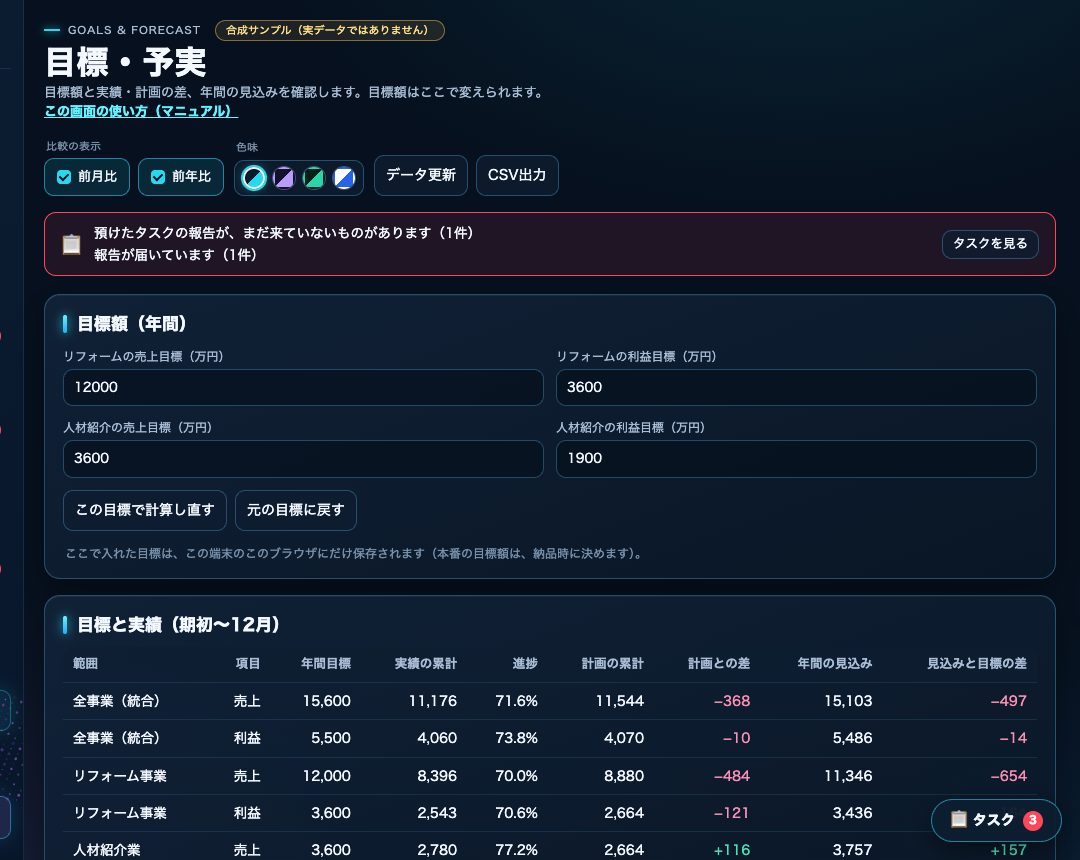 GOALS & FORECAST 合成サンプル（実データではありません）
目標・予実
目標額と実績・計画の差、年間の見込みを確認します。目標額はここで変えられます。
この画面の使い方（マニュアル）
比較の表示 色味
前月比 前年比 データ更新 CSV出力
預けたタスクの報告が、まだ来ていないものがあります（1件）
報告が届いています（1件）
タスクを見る
目標額（年間）
リフォームの売上目標（万円） リフォームの利益目標（万円）
12000 3600
人材紹介の売上目標（万円） 人材紹介の利益目標（万円）
3600 1900
この目標で計算し直す 元の目標に戻す
ここで入れた目標は、この端末のこのブラウザにだけ保存されます（本番の目標額は、納品時に決めます）。
目標と実績（期初〜12月）
範囲 項目 年間目標 実績の累計 進捗 計画の累計 計画との差 年間の見込み 見込みと目標の差
全事業（統合） 売上 15,600 11,176 71.6% 11,544 −368 15,103 −497
全事業（統合） 利益 5,500 4,060 73.8% 4,070 −10 5,486 −14
リフォーム事業 売上 12,000 8,396 70.0% 8,880 −484 11,346 −654
リフォーム事業 利益 3,600 2,543 70.6% 2,664 −121 3,436
タスク 3
人材紹介業 売上 3,600 2,780 77.2% 2,664 +116 3,757 +157